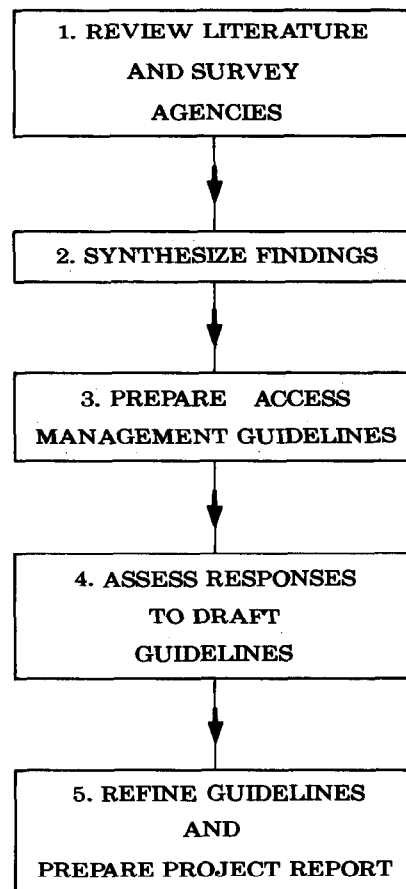 1. REVIEW LITERATURE
AND SURVEY
AGENCIES
2. SYNTHESIZE FINDINGS
3. PREPARE ACCESS
MANAGEMENT GUIDELINES
4. ASSESS RESPONSES
TO DRAFT
GUIDELINES
5. REFINE GUIDELINES
AND
PREPARE PROJECT REPORT